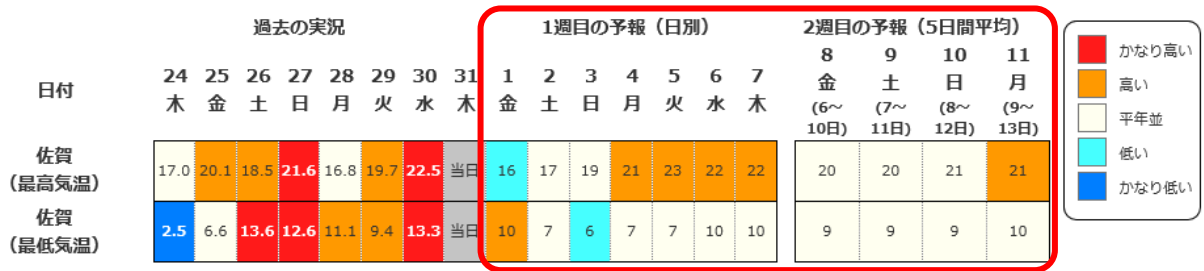 過去の実況 1週目の予報（日別） 2週目の予報（5日間平均）
日付 24 25 26 27 28 29 30 31 1 2 3 4 5 6 7 8 9 10 11
木 金 土 日 月 火 水 木 金 土 日 月 火 水 木 金 土 日 月
(6～ (7～ (8～ (9～
10日) 11日) 12日) 13日)
佐賀
（最高気温） 17.0 20.1 18.5 21.6 16.8 19.7 22.5 当日 16 17 19 21 23 22 22 20 20 21 21
佐賀
（最低気温） 2.5 6.6 13.6 12.6 11.1 9.4 13.3 当日 10 7 6 7 7 10 10 9 9 9 10
かなり高い
高い
平年並
低い
かなり低い